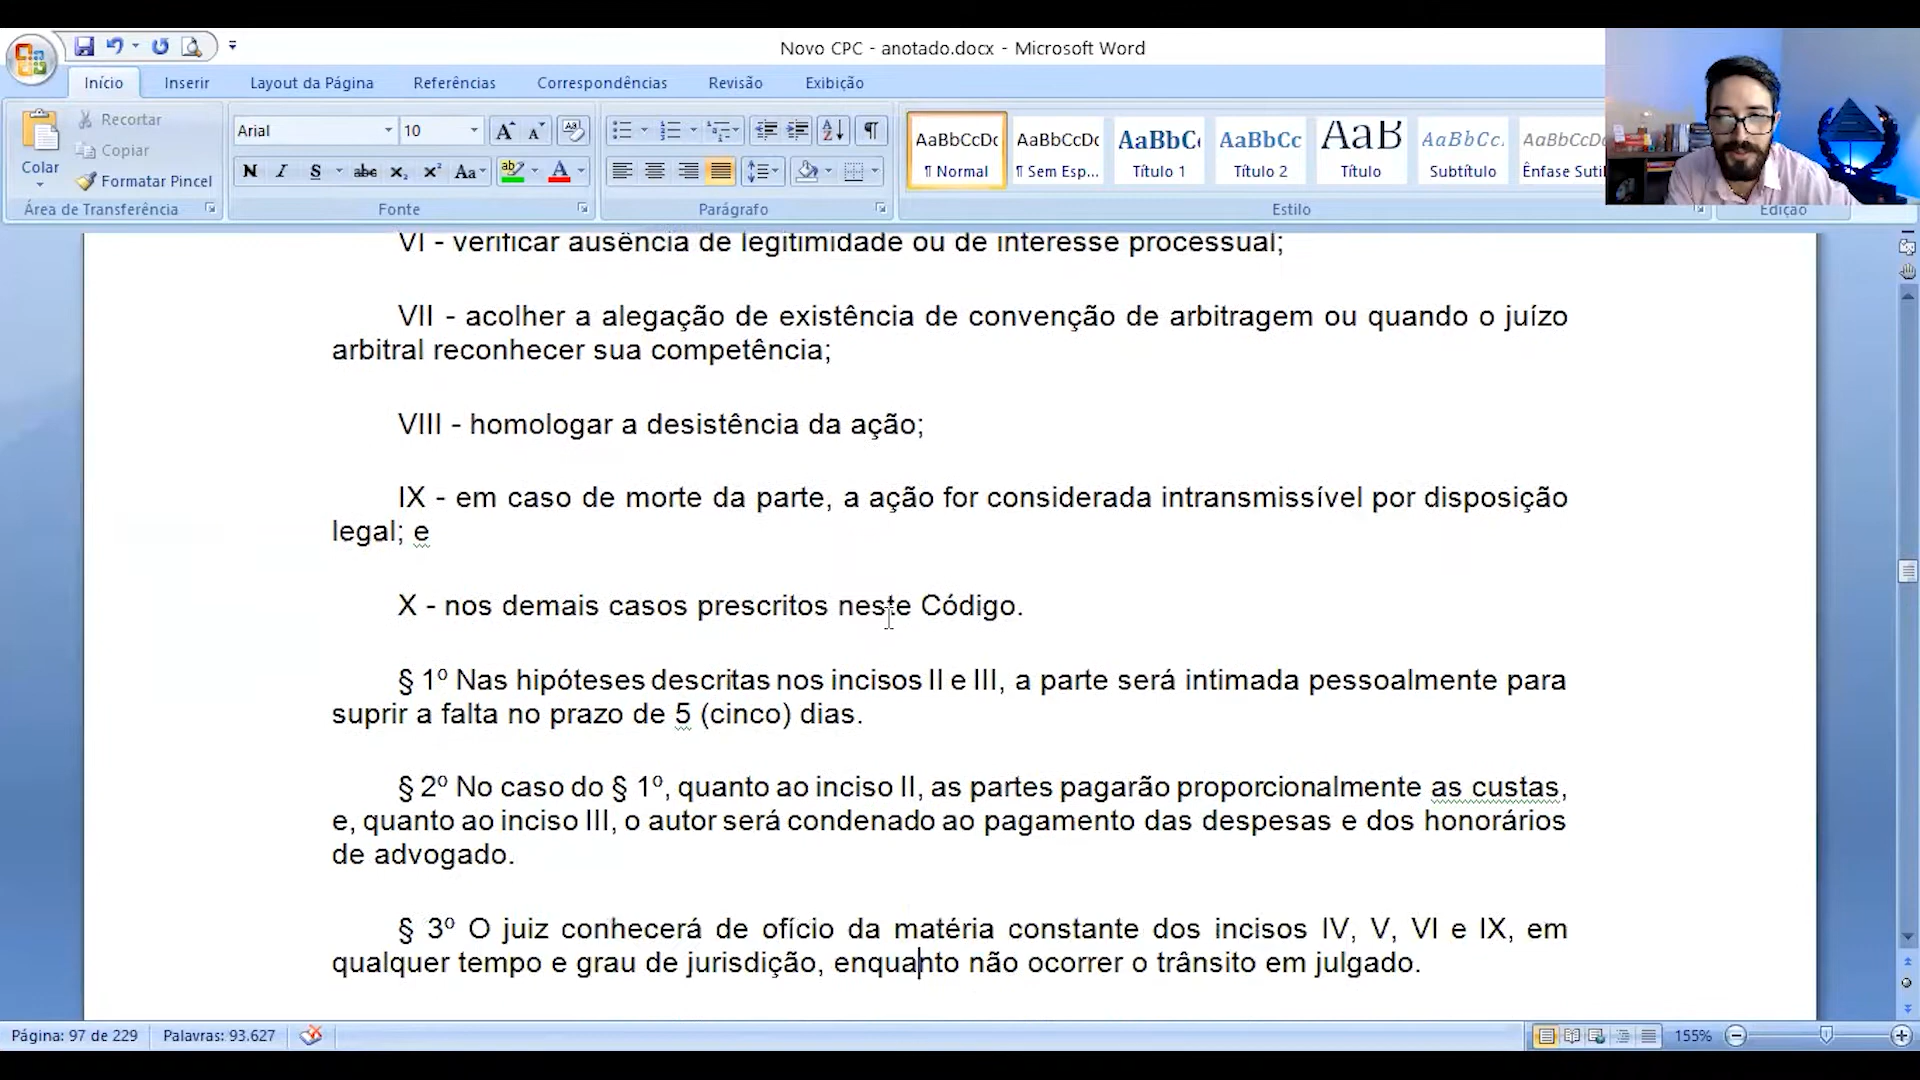 Novo CPC - anotado.docx - Microsoft Word
Início Inserir Layout da Página Referências Correspondências Revisão Exibição
Colar
Recortar
Copiar
Formatar Pincel
Área de Transferência
Arial 10
N I S abc X₂ X² Aa ab A
Fonte
Parágrafo
AaBbCcDc AaBbCcDc AaBbC AaBbCc AaB AaBbCc. AaBbCcDc
¶ Normal ¶ Sem Esp... Título 1 Título 2 Título Subtítulo Ênfase Sutil
Estilo
Edição
VI - verificar ausência de legitimidade ou de interesse processual;
VII - acolher a alegação de existência de convenção de arbitragem ou quando o juízo
arbitral reconhecer sua competência;
VIII - homologar a desistência da ação;
IX - em caso de morte da parte, a ação for considerada intransmissível por disposição
legal; e
X - nos demais casos prescritos neste Código.
§ 1º Nas hipóteses descritas nos incisos II e III, a parte será intimada pessoalmente para
suprir a falta no prazo de 5 (cinco) dias.
§ 2º No caso do § 1º, quanto ao inciso II, as partes pagarão proporcionalmente as custas,
e, quanto ao inciso III, o autor será condenado ao pagamento das despesas e dos honorários
de advogado.
§ 3º O juiz conhecerá de ofício da matéria constante dos incisos IV, V, VI e IX, em
qualquer tempo e grau de jurisdição, enquanto não ocorrer o trânsito em julgado.
Página: 97 de 229 Palavras: 93.627 155%